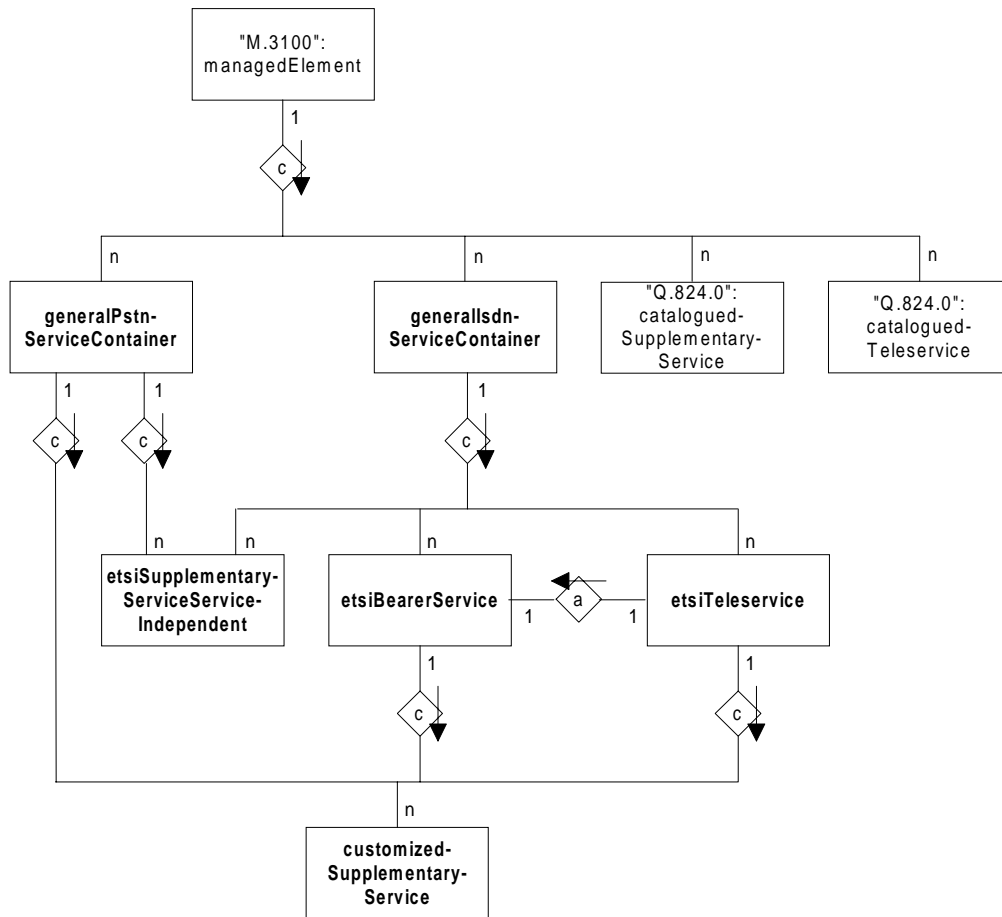 "M.3100":
managedElement
1
c
n
n
n
n
generalPstn-
ServiceContainer
generalIsdn-
ServiceContainer
"Q.824.0":
catalogued-
Supplementary-
Service
"Q.824.0":
catalogued-
Teleservice
1
1
1
c
c
c
n
n
n
n
etsiSupplementary-
ServiceService-
Independent
etsiBearerService
1
a
1
etsiTeleservice
1
1
c
c
n
customized-
Supplementary-
Service